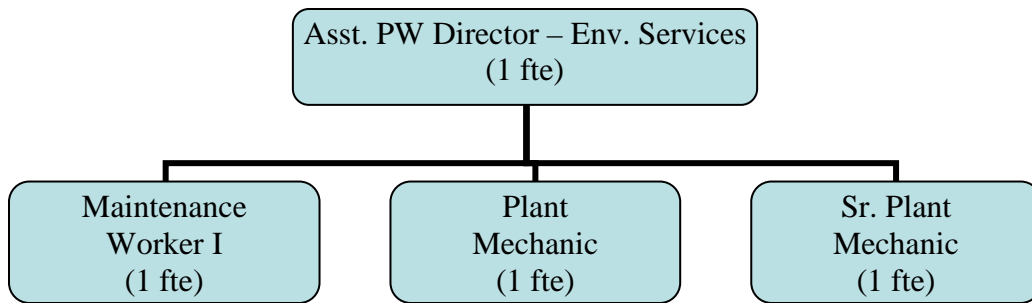 Asst. PW Director – Env. Services
(1 fte)
Maintenance
Worker I
(1 fte)
Plant
Mechanic
(1 fte)
Sr. Plant
Mechanic
(1 fte)